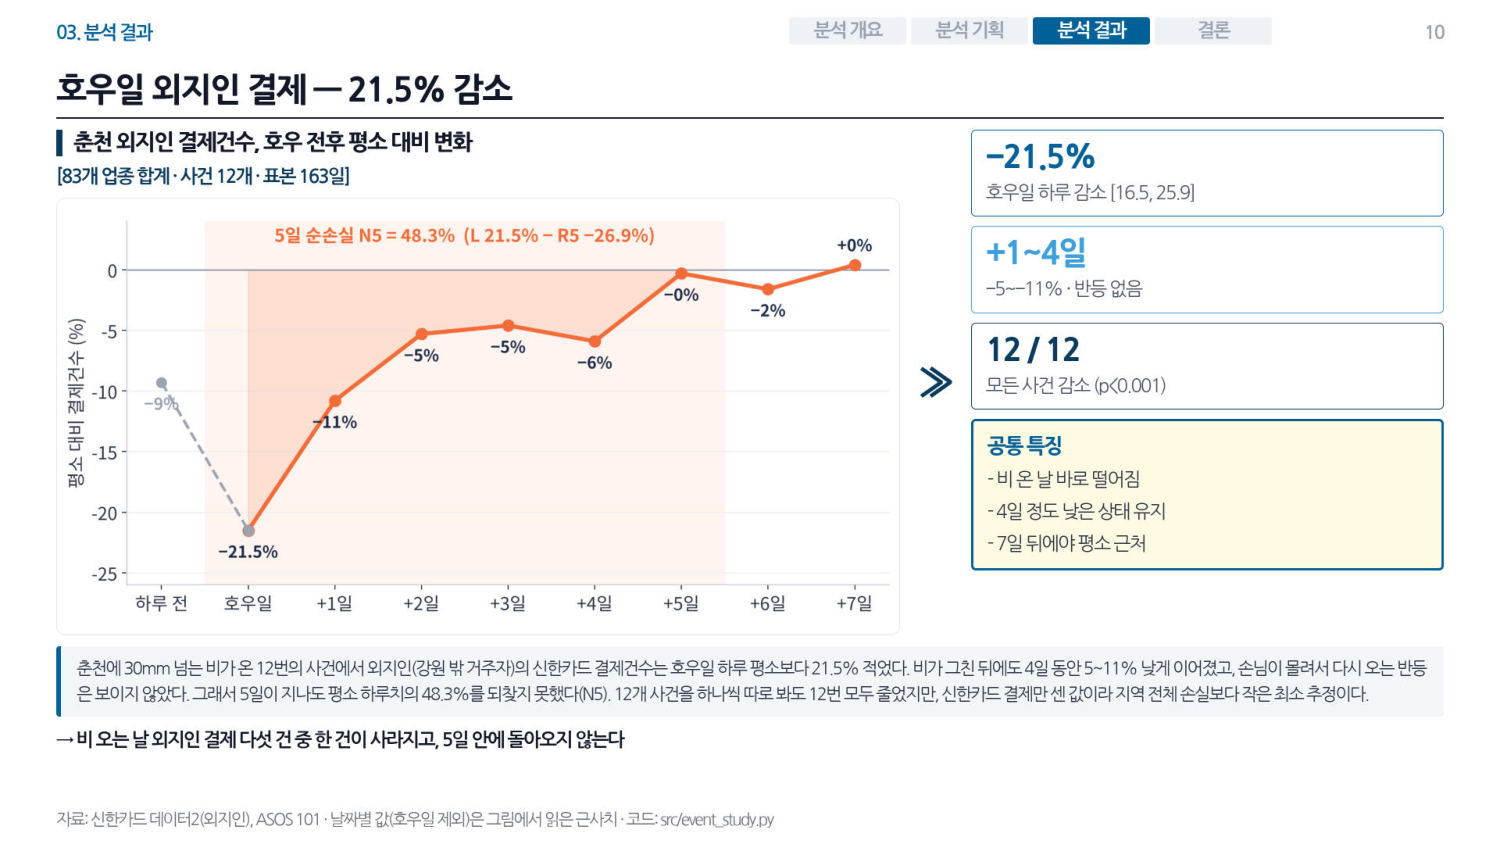 03. 분석 결과
분석 개요
분석 기획
분석 결과
결론
10
호우일 외지인 결제 — 21.5% 감소
춘천 외지인 결제건수, 호우 전후 평소 대비 변화
[83개 업종 합계 · 사건 12개 · 표본 163일]
5일 순손실 N5 = 48.3% (L 21.5% − R5 −26.9%)
평소 대비 결제건수 (%)
0
-5
-10
-15
-20
-25
−9%
−21.5%
−11%
−5%
−5%
−6%
−0%
−2%
+0%
하루 전
호우일
+1일
+2일
+3일
+4일
+5일
+6일
+7일
−21.5%
호우일 하루 감소 [16.5, 25.9]
+1~4일
−5~−11% · 반등 없음
12 / 12
모든 사건 감소 (p<0.001)
공통 특징
- 비 온 날 바로 떨어짐
- 4일 정도 낮은 상태 유지
- 7일 뒤에야 평소 근처
춘천에 30mm 넘는 비가 온 12번의 사건에서 외지인(강원 밖 거주자)의 신한카드 결제건수는 호우일 하루 평소보다 21.5% 적었다. 비가 그친 뒤에도 4일 동안 5~11% 낮게 이어졌고, 손님이 몰려서 다시 오는 반등
은 보이지 않았다. 그래서 5일이 지나도 평소 하루치의 48.3%를 되찾지 못했다(N5). 12개 사건을 하나씩 따로 봐도 12번 모두 줄었지만, 신한카드 결제만 센 값이라 지역 전체 손실보다 작은 최소 추정이다.
→ 비 오는 날 외지인 결제 다섯 건 중 한 건이 사라지고, 5일 안에 돌아오지 않는다
자료: 신한카드 데이터2(외지인), ASOS 101 · 날짜별 값(호우일 제외)은 그림에서 읽은 근사치 · 코드: src/event_study.py